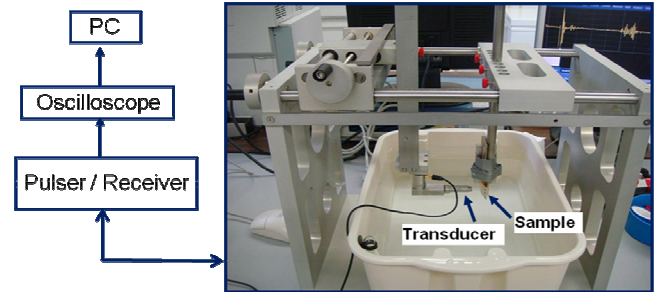 PC
Oscilloscope
Pulser / Receiver
Transducer
Sample